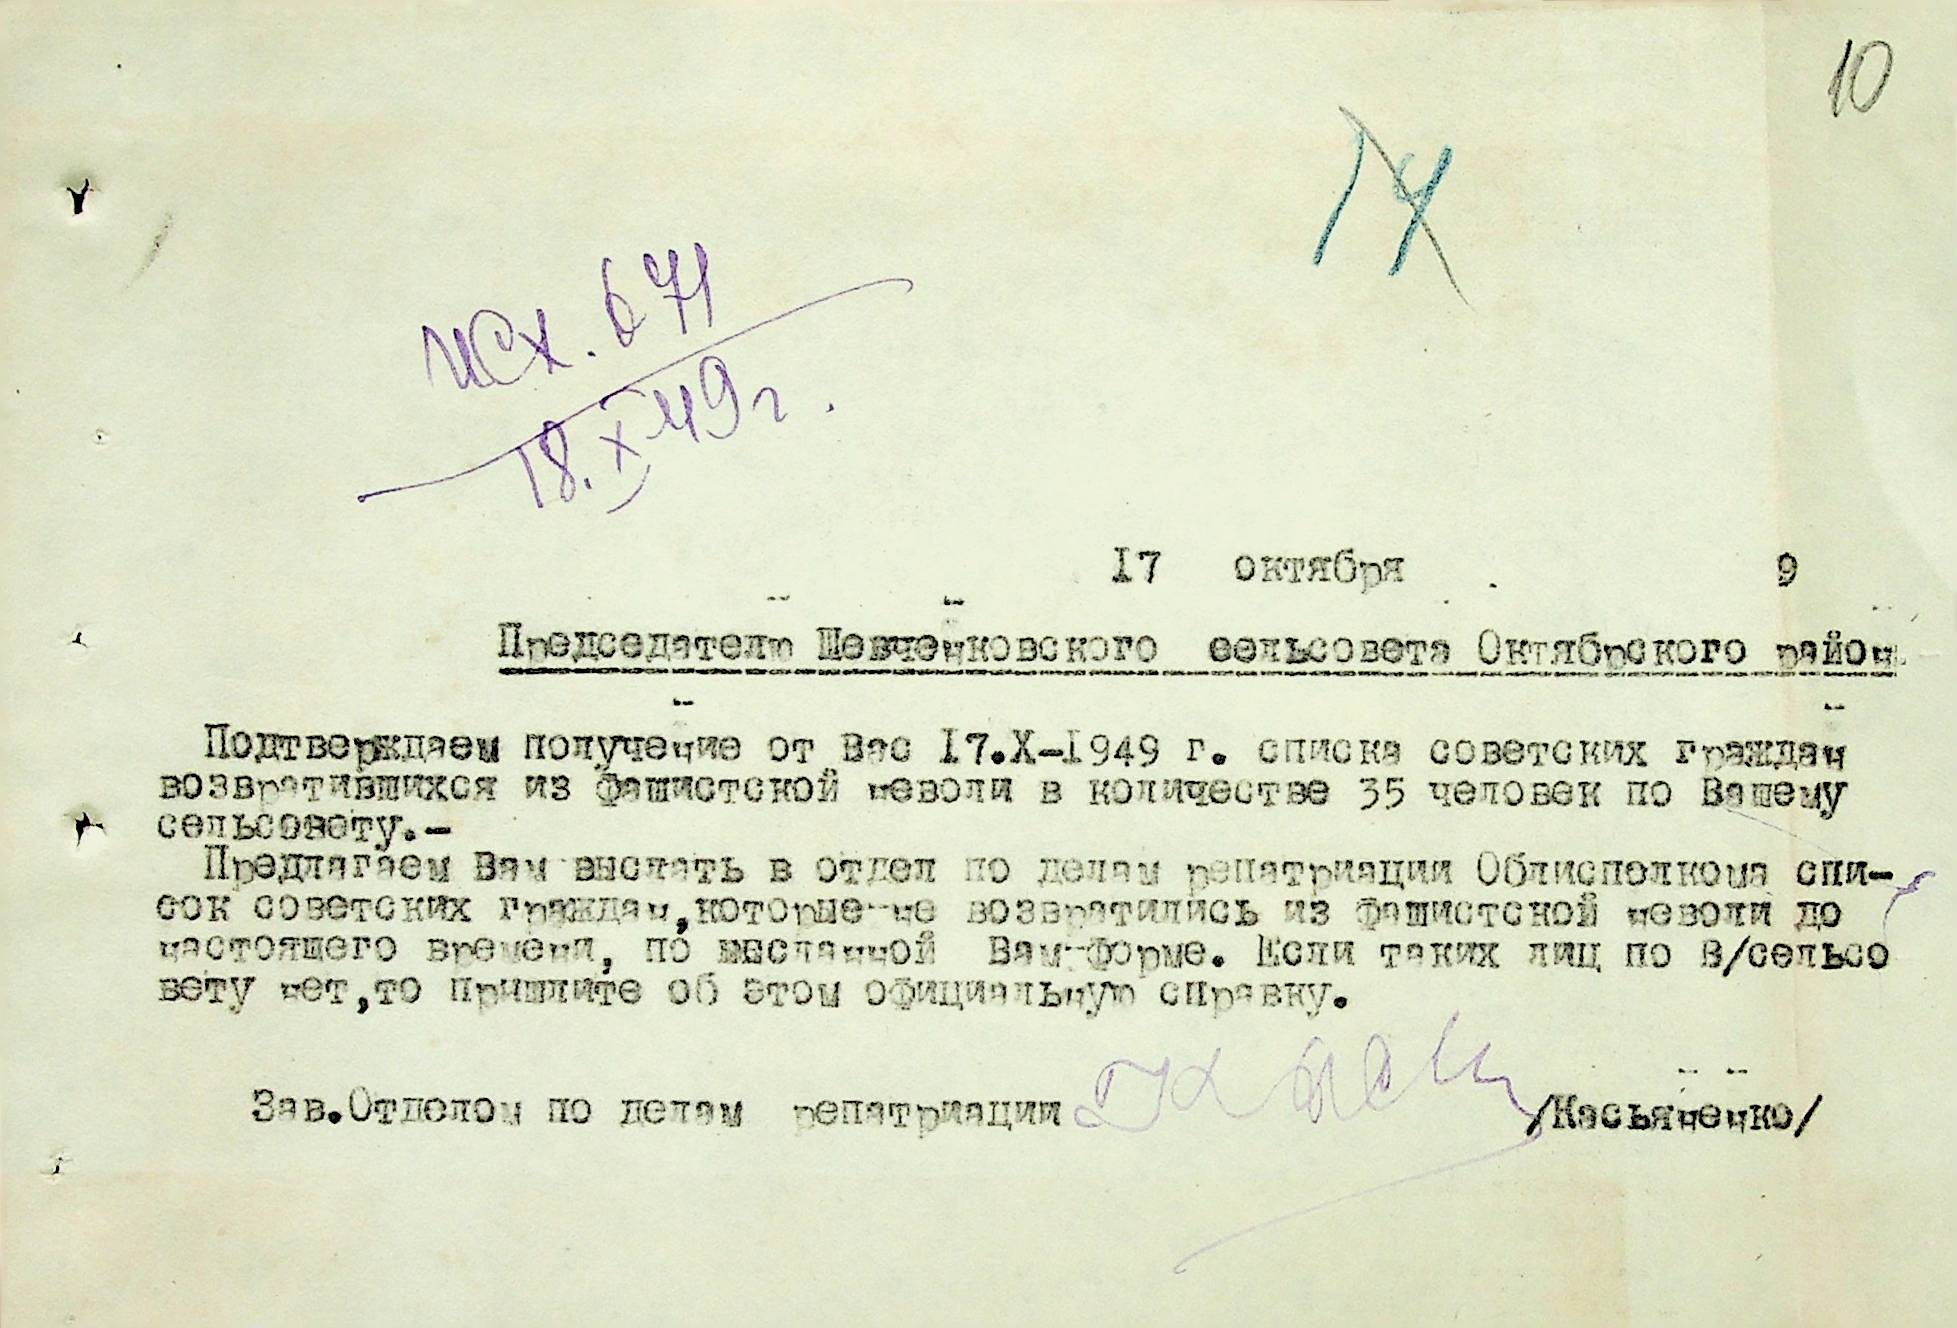 10
14
исх. 671
18.X 49 г.
17 октября 9
Председателю Шевченковского сельсовета Октябрского район
Подтверждаем получение от Вас 17.X-1949 г. списка советских граждан
возвратившихся из фашистской неволи в количестве 35 человек по Вашему
сельсовету.-
Предлагаем Вам выслать в отдел по делам репатриации Облисполкома спи-
сок советских граждан,которые не возвратились из фашистской неволи до
настоящего времени, по высланной Вам форме. Если таких лиц по В/сельсо
вету нет,то пришлите об этом официальную справку.
Зав.Отделом по делам репатриации /Касьяненко/